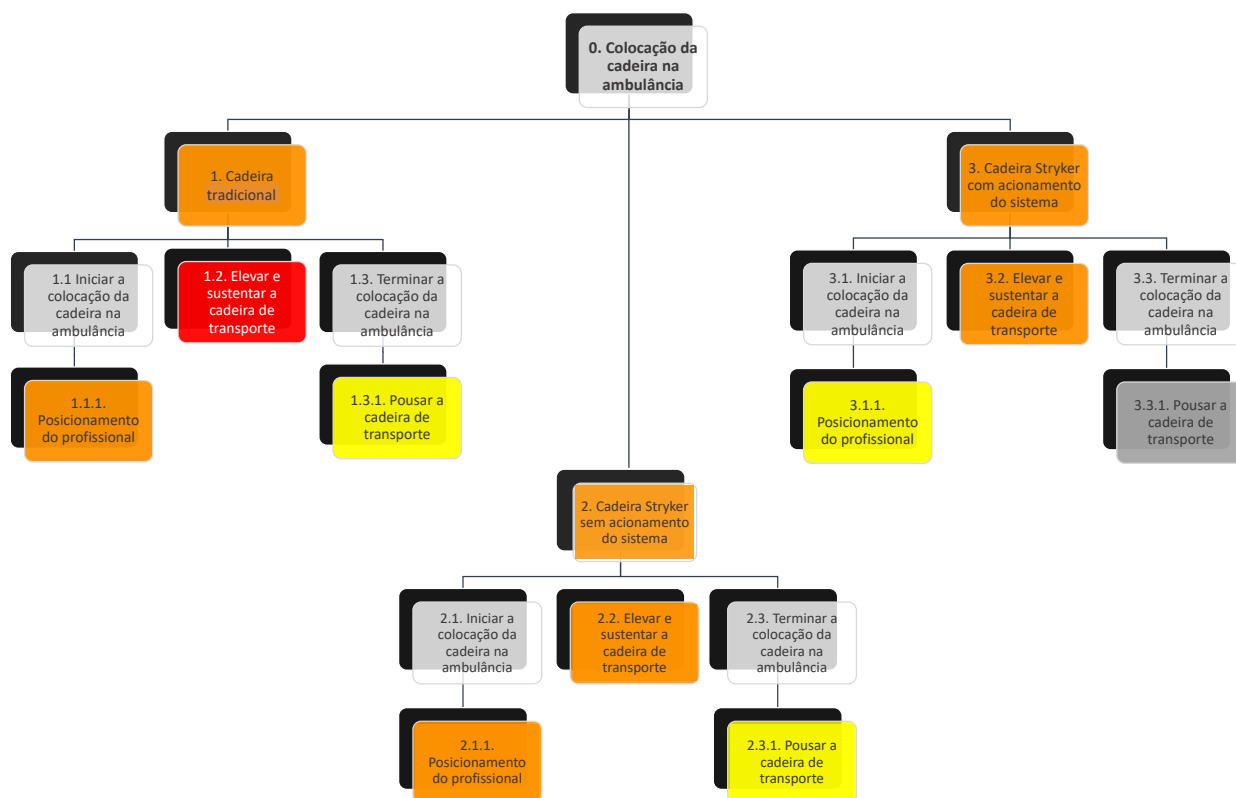 0. Colocação da
cadeira na
ambulância
1. Cadeira
tradicional
3. Cadeira Stryker
com acionamento
do sistema
1.1 Iniciar a
colocação da
cadeira na
ambulância
1.2. Elevar e
sustentar a
cadeira de
transporte
1.3. Terminar a
colocação da
cadeira na
ambulância
3.1. Iniciar a
colocação da
cadeira na
ambulância
3.2. Elevar e
sustentar a
cadeira de
transporte
3.3. Terminar a
colocação da
cadeira na
ambulância
1.1.1.
Posicionamento
do profissional
1.3.1. Pousar a
cadeira de
transporte
3.1.1.
Posicionamento
do profissional
3.3.1. Pousar a
cadeira de
transporte
2. Cadeira Stryker
sem acionamento
do sistema
2.1. Iniciar a
colocação da
cadeira na
ambulância
2.2. Elevar e
sustentar a
cadeira de
transporte
2.3. Terminar a
colocação da
cadeira na
ambulância
2.1.1.
Posicionamento
do profissional
2.3.1. Pousar a
cadeira de
transporte